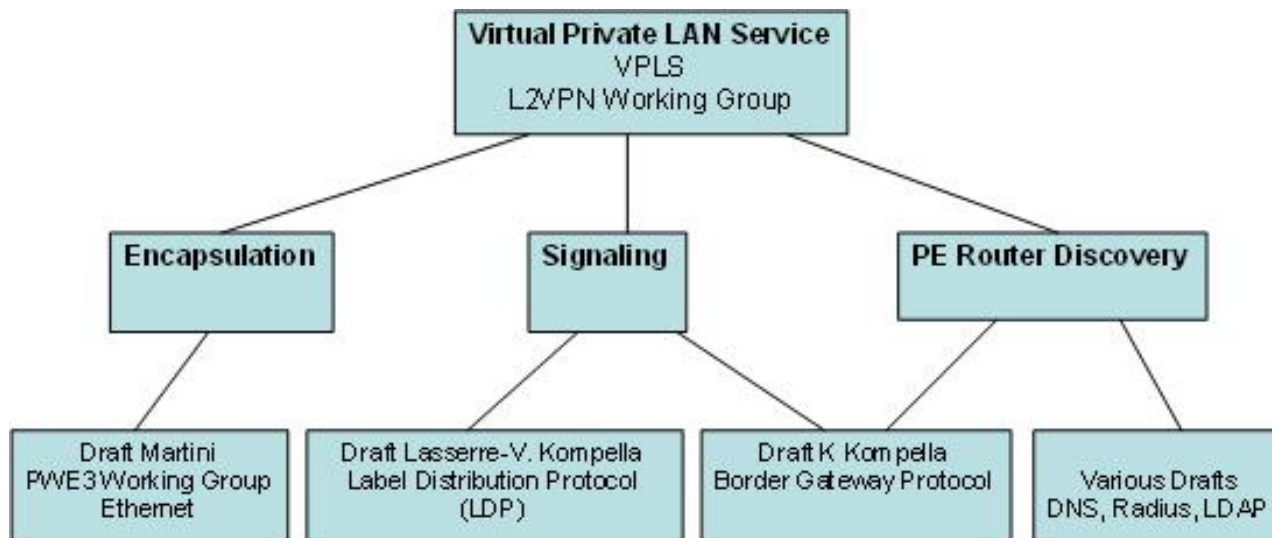 Virtual Private LAN Service
VPLS
L2VPN Working Group
Encapsulation
Signaling
PE Router Discovery
Draft Martini
PWE3 Working Group
Ethernet
Draft Lasserre-V. Kompella
Label Distribution Protocol
(LDP)
Draft K Kompella
Border Gateway Protocol
Various Drafts
DNS, Radius, LDAP